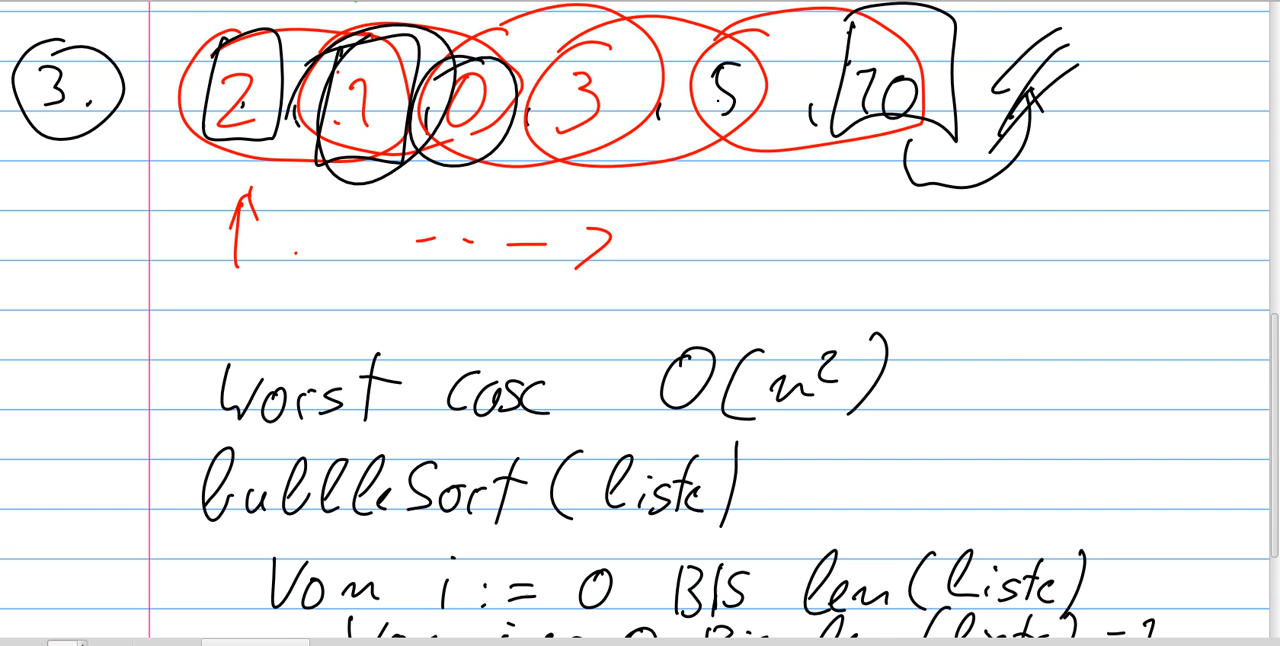 3. 2, 1, 0, 3, 5, 10
worst case O(n²)
bubbleSort(liste)
Von i := 0 BIS len(liste)